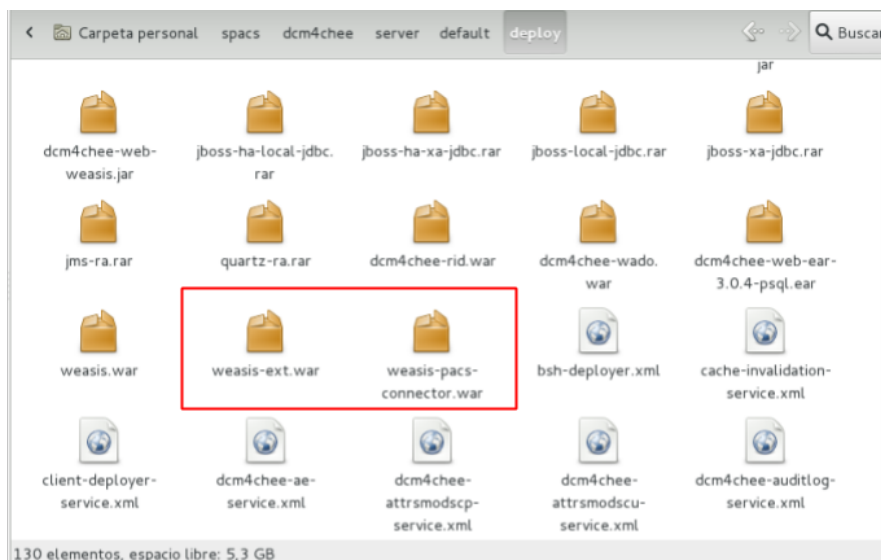 Carpeta personal spacs dcm4chee server default deploy Buscar
jar
dcm4chee-web-
weasis.jar
jboss-ha-local-jdbc.
rar
jboss-ha-xa-jdbc.rar
jboss-local-jdbc.rar
jboss-xa-jdbc.rar
jms-ra.rar
quartz-ra.rar
dcm4chee-rid.war
dcm4chee-wado.
war
dcm4chee-web-ear-
3.0.4-psql.ear
weasis.war
weasis-ext.war
weasis-pacs-
connector.war
bsh-deployer.xml
cache-invalidation-
service.xml
client-deployer-
service.xml
dcm4chee-ae-
service.xml
dcm4chee-
attrsmodscp-
service.xml
dcm4chee-
attrsmodscu-
service.xml
dcm4chee-auditlog-
service.xml
130 elementos, espacio libre: 5,3 GB